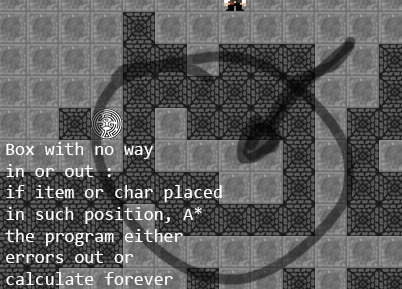 Box with no way
in or out :
if item or char placed
in such position, A*
the program either
errors out or
calculate forever